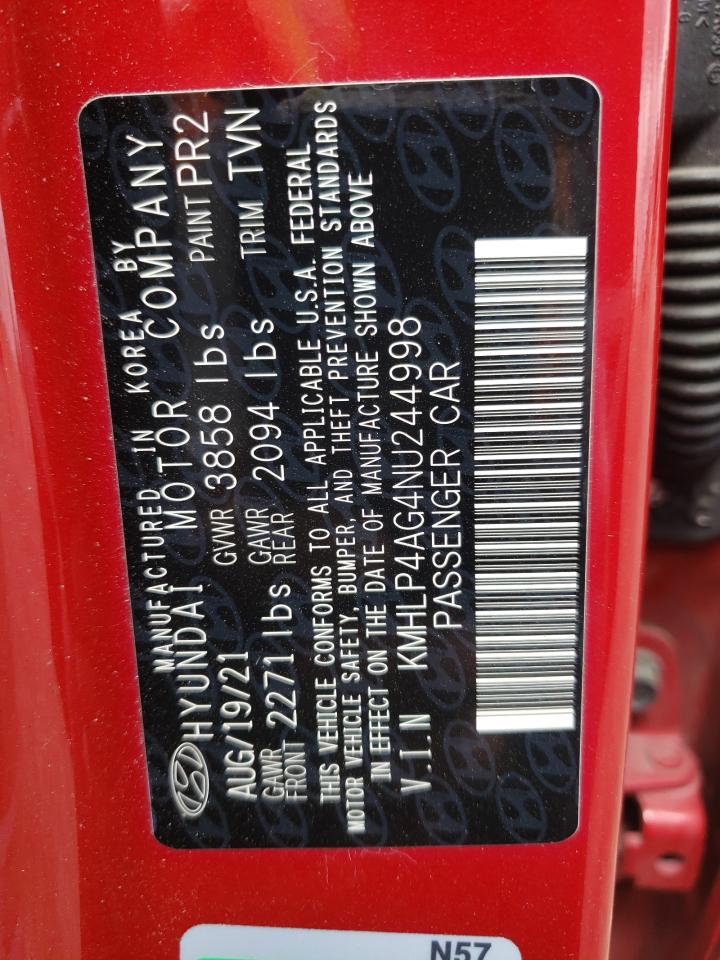 MANUFACTURED IN KOREA BY
HYUNDAI MOTOR COMPANY
AUG/19/21 GVWR 3858 lbs PAINT PR2
GAWR FRONT 2271 lbs GAWR REAR 2094 lbs TRIM TVN
THIS VEHICLE CONFORMS TO ALL APPLICABLE U.S.A. FEDERAL
MOTOR VEHICLE SAFETY, BUMPER, AND THEFT PREVENTION STANDARDS
IN EFFECT ON THE DATE OF MANUFACTURE SHOWN ABOVE
V.I.N KMHLP4AG4NU244998
PASSENGER CAR
N57